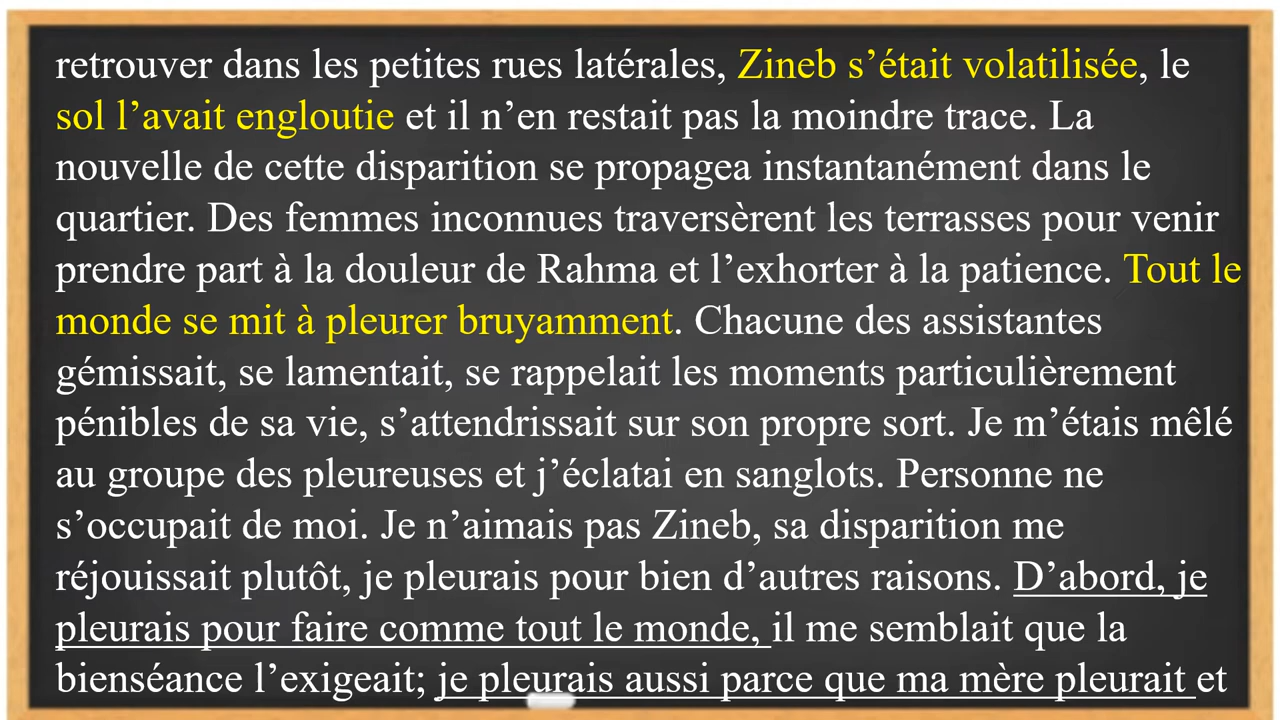 retrouver dans les petites rues latérales, Zineb s’était volatilisée, le
sol l’avait engloutie et il n’en restait pas la moindre trace. La
nouvelle de cette disparition se propagea instantanément dans le
quartier. Des femmes inconnues traversèrent les terrasses pour venir
prendre part à la douleur de Rahma et l’exhorter à la patience. Tout le
monde se mit à pleurer bruyamment. Chacune des assistantes
gémissait, se lamentait, se rappelait les moments particulièrement
pénibles de sa vie, s’attendrissait sur son propre sort. Je m’étais mêlé
au groupe des pleureuses et j’éclatai en sanglots. Personne ne
s’occupait de moi. Je n’aimais pas Zineb, sa disparition me
réjouissait plutôt, je pleurais pour bien d’autres raisons. D’abord, je
pleurais pour faire comme tout le monde, il me semblait que la
bienséance l’exigeait; je pleurais aussi parce que ma mère pleurait et